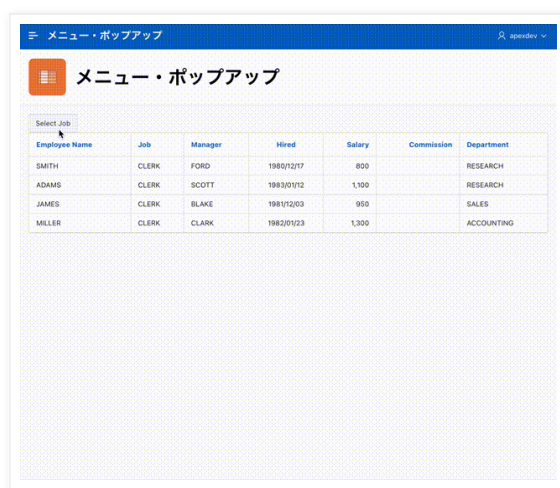 メニュー・ポップアップ apexdev
メニュー・ポップアップ
Select Job
Employee Name Job Manager Hired Salary Commission Department
SMITH CLERK FORD 1980/12/17 800 RESEARCH
ADAMS CLERK SCOTT 1983/01/12 1,100 RESEARCH
JAMES CLERK BLAKE 1981/12/03 950 SALES
MILLER CLERK CLARK 1982/01/23 1,300 ACCOUNTING